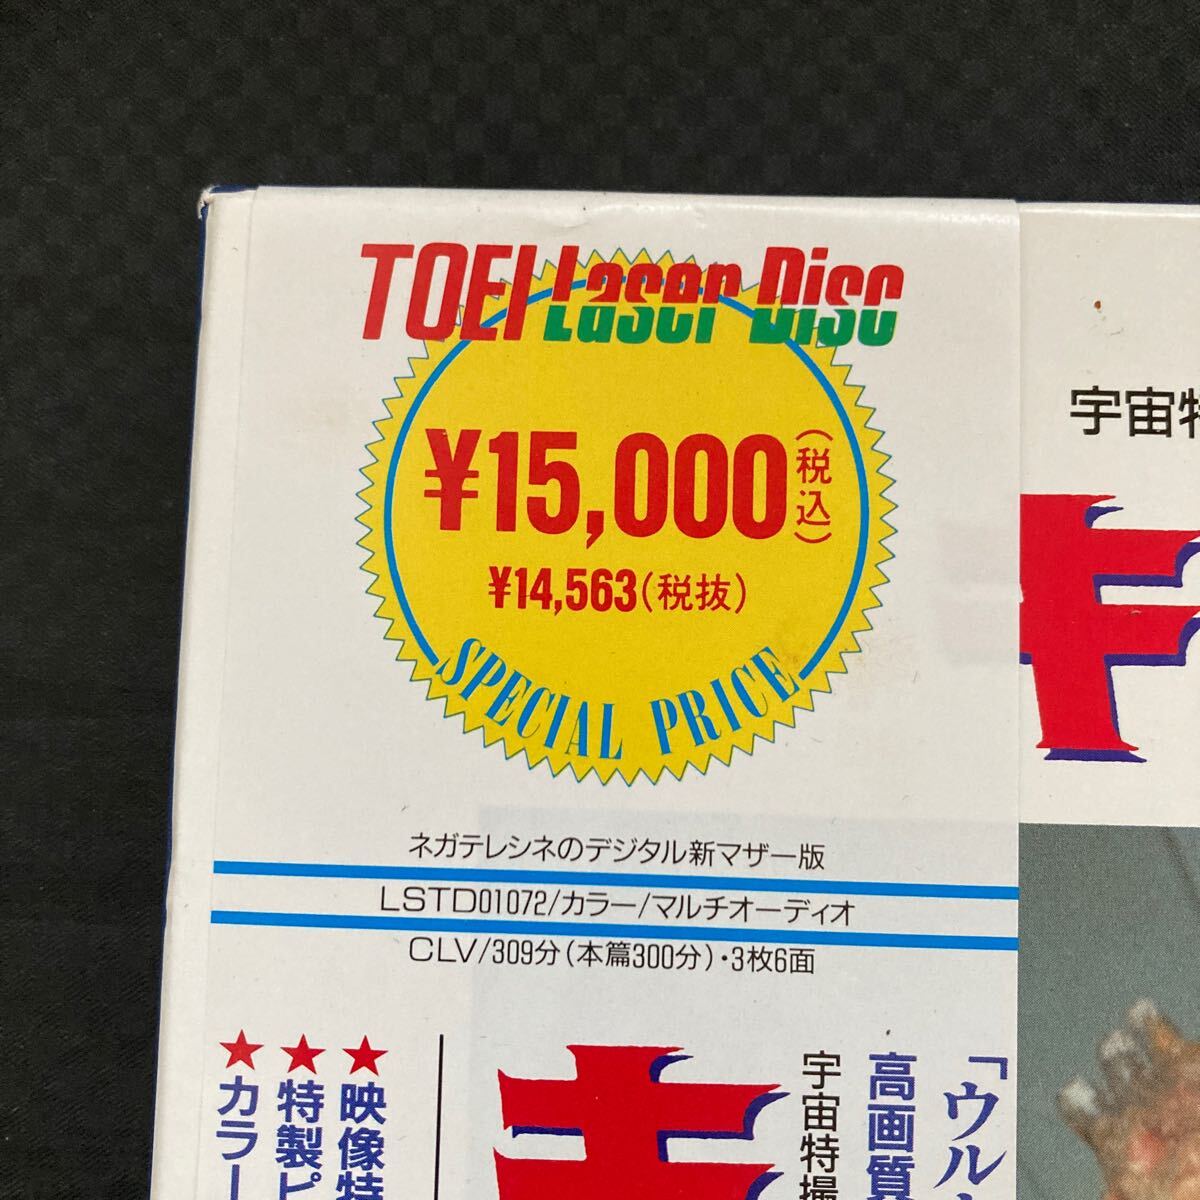 TOEI Laser Disc
¥15,000(税込)
¥14,563(税抜)
SPECIAL PRICE
ネガテレシネのデジタル新マザー版
LSTD01072/カラー/マルチオーディオ
CLV/309分(本篇300分)・3枚6面
宇宙特
キ
「ウル
高画質
宇宙特撮
キ
★映像特
★特製ピ
★カラー